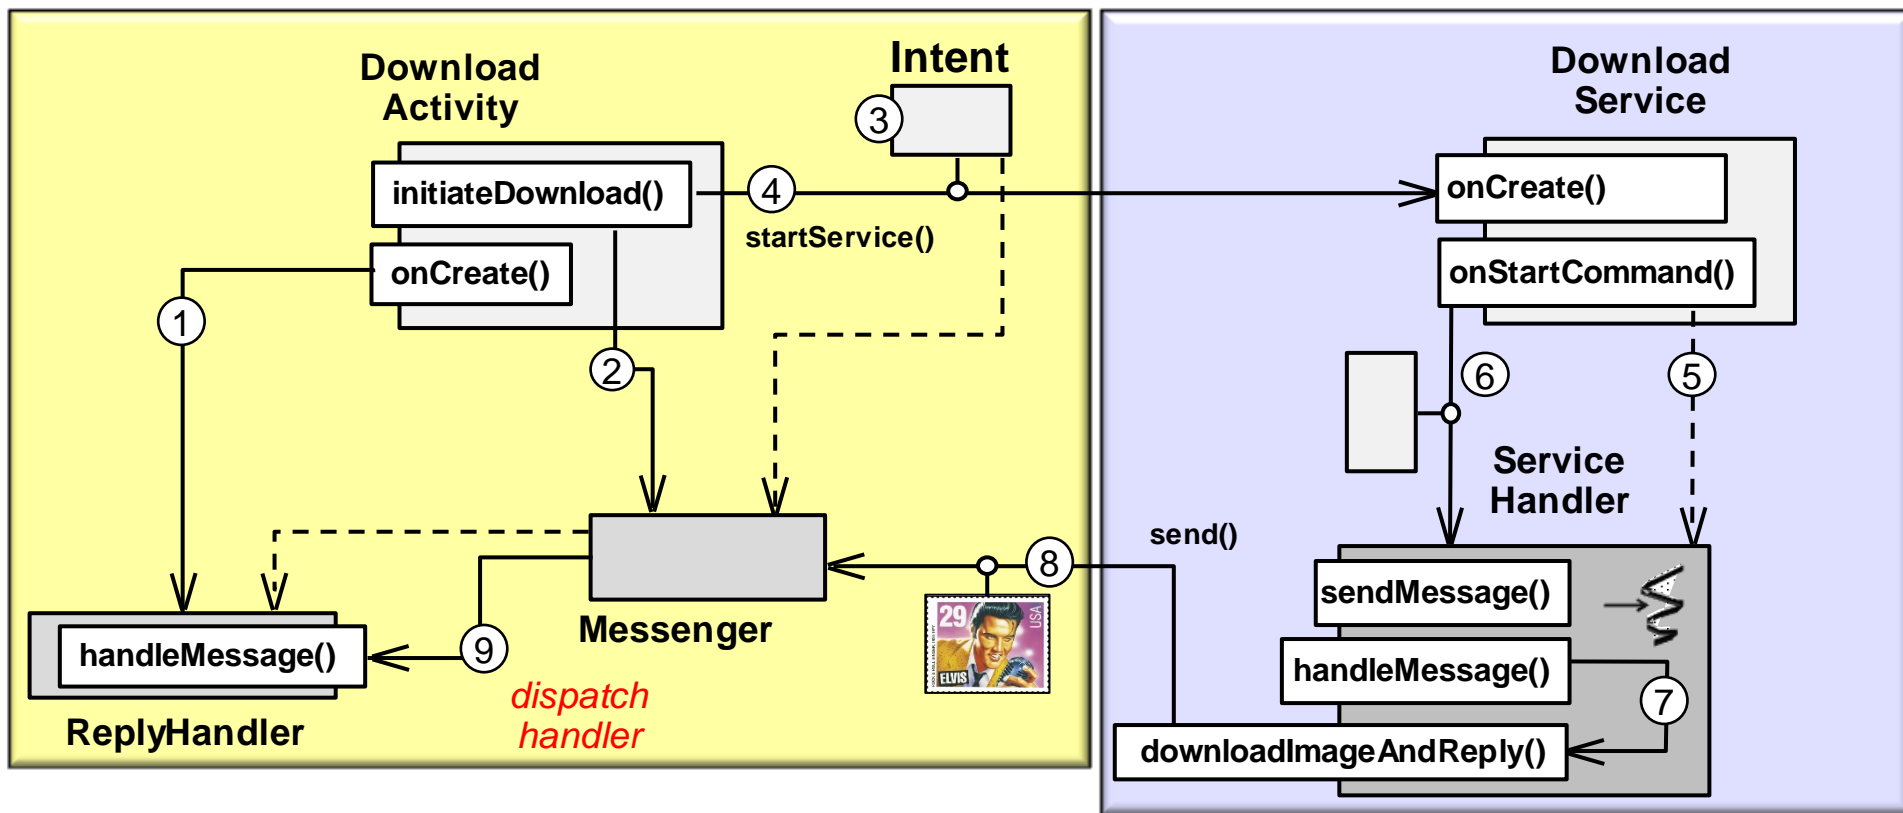 Download
Activity
Intent
3
initiateDownload()
4
startService()
onCreate()
1
2
Download
Service
onCreate()
onStartCommand()
6
5
Service
Handler
send()
8
sendMessage()
handleMessage()
7
downloadImageAndReply()
29
USA
ELVIS
Messenger
9
handleMessage()
dispatch
handler
ReplyHandler